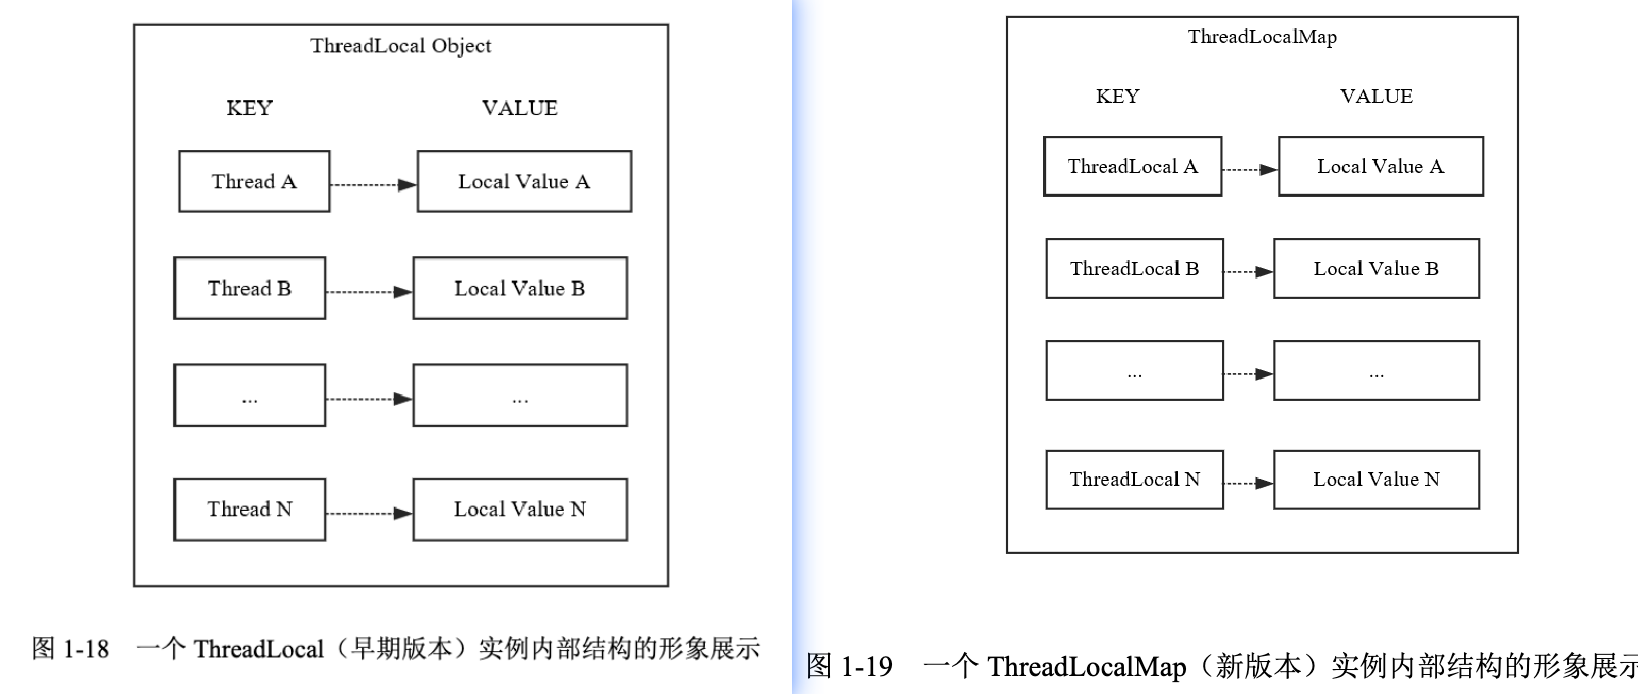 ThreadLocal Object
KEY VALUE
Thread A Local Value A
Thread B Local Value B
... ...
Thread N Local Value N
图 1-18 一个 ThreadLocal（早期版本）实例内部结构的形象展示
ThreadLocalMap
KEY VALUE
ThreadLocal A Local Value A
ThreadLocal B Local Value B
... ...
ThreadLocal N Local Value N
图 1-19 一个 ThreadLocalMap（新版本）实例内部结构的形象展示